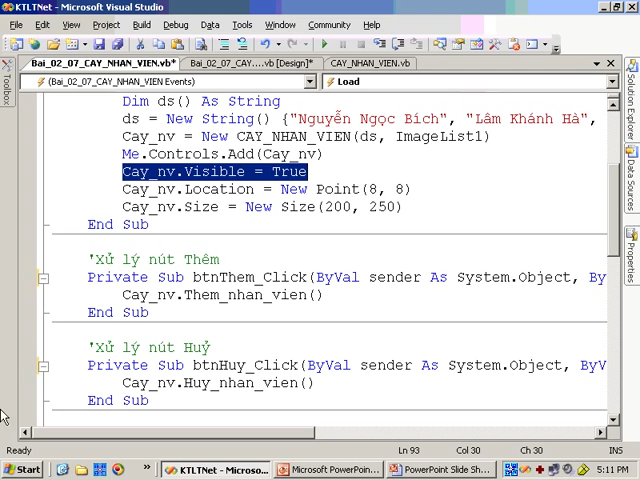 KTLTNet - Microsoft Visual Studio
File Edit View Project Build Debug Data Tools Window Community Help
Bai_02_07_CAY_NHAN_VIEN.vb* Bai_02_07_CAY....vb [Design]* CAY_NHAN_VIEN.vb
(Bai_02_07_CAY_NHAN_VIEN Events) Load
Toolbox
Solution Explorer
Data Sources
Properties
Dim ds() As String
ds = New String() {"Nguyễn Ngọc Bích", "Lâm Khánh Hà",
Cay_nv = New CAY_NHAN_VIEN(ds, ImageList1)
Me.Controls.Add(Cay_nv)
Cay_nv.Visible = True
Cay_nv.Location = New Point(8, 8)
Cay_nv.Size = New Size(200, 250)
End Sub
'Xử lý nút Thêm
Private Sub btnThem_Click(ByVal sender As System.Object, By
Cay_nv.Them_nhan_vien()
End Sub
'Xử lý nút Huỷ
Private Sub btnHuy_Click(ByVal sender As System.Object, ByV
Cay_nv.Huy_nhan_vien()
End Sub
Ready Ln 93 Col 30 Ch 30 INS
Start » KTLTNet - Microso... Microsoft PowerPoin... PowerPoint Slide Sh... 5:11 PM